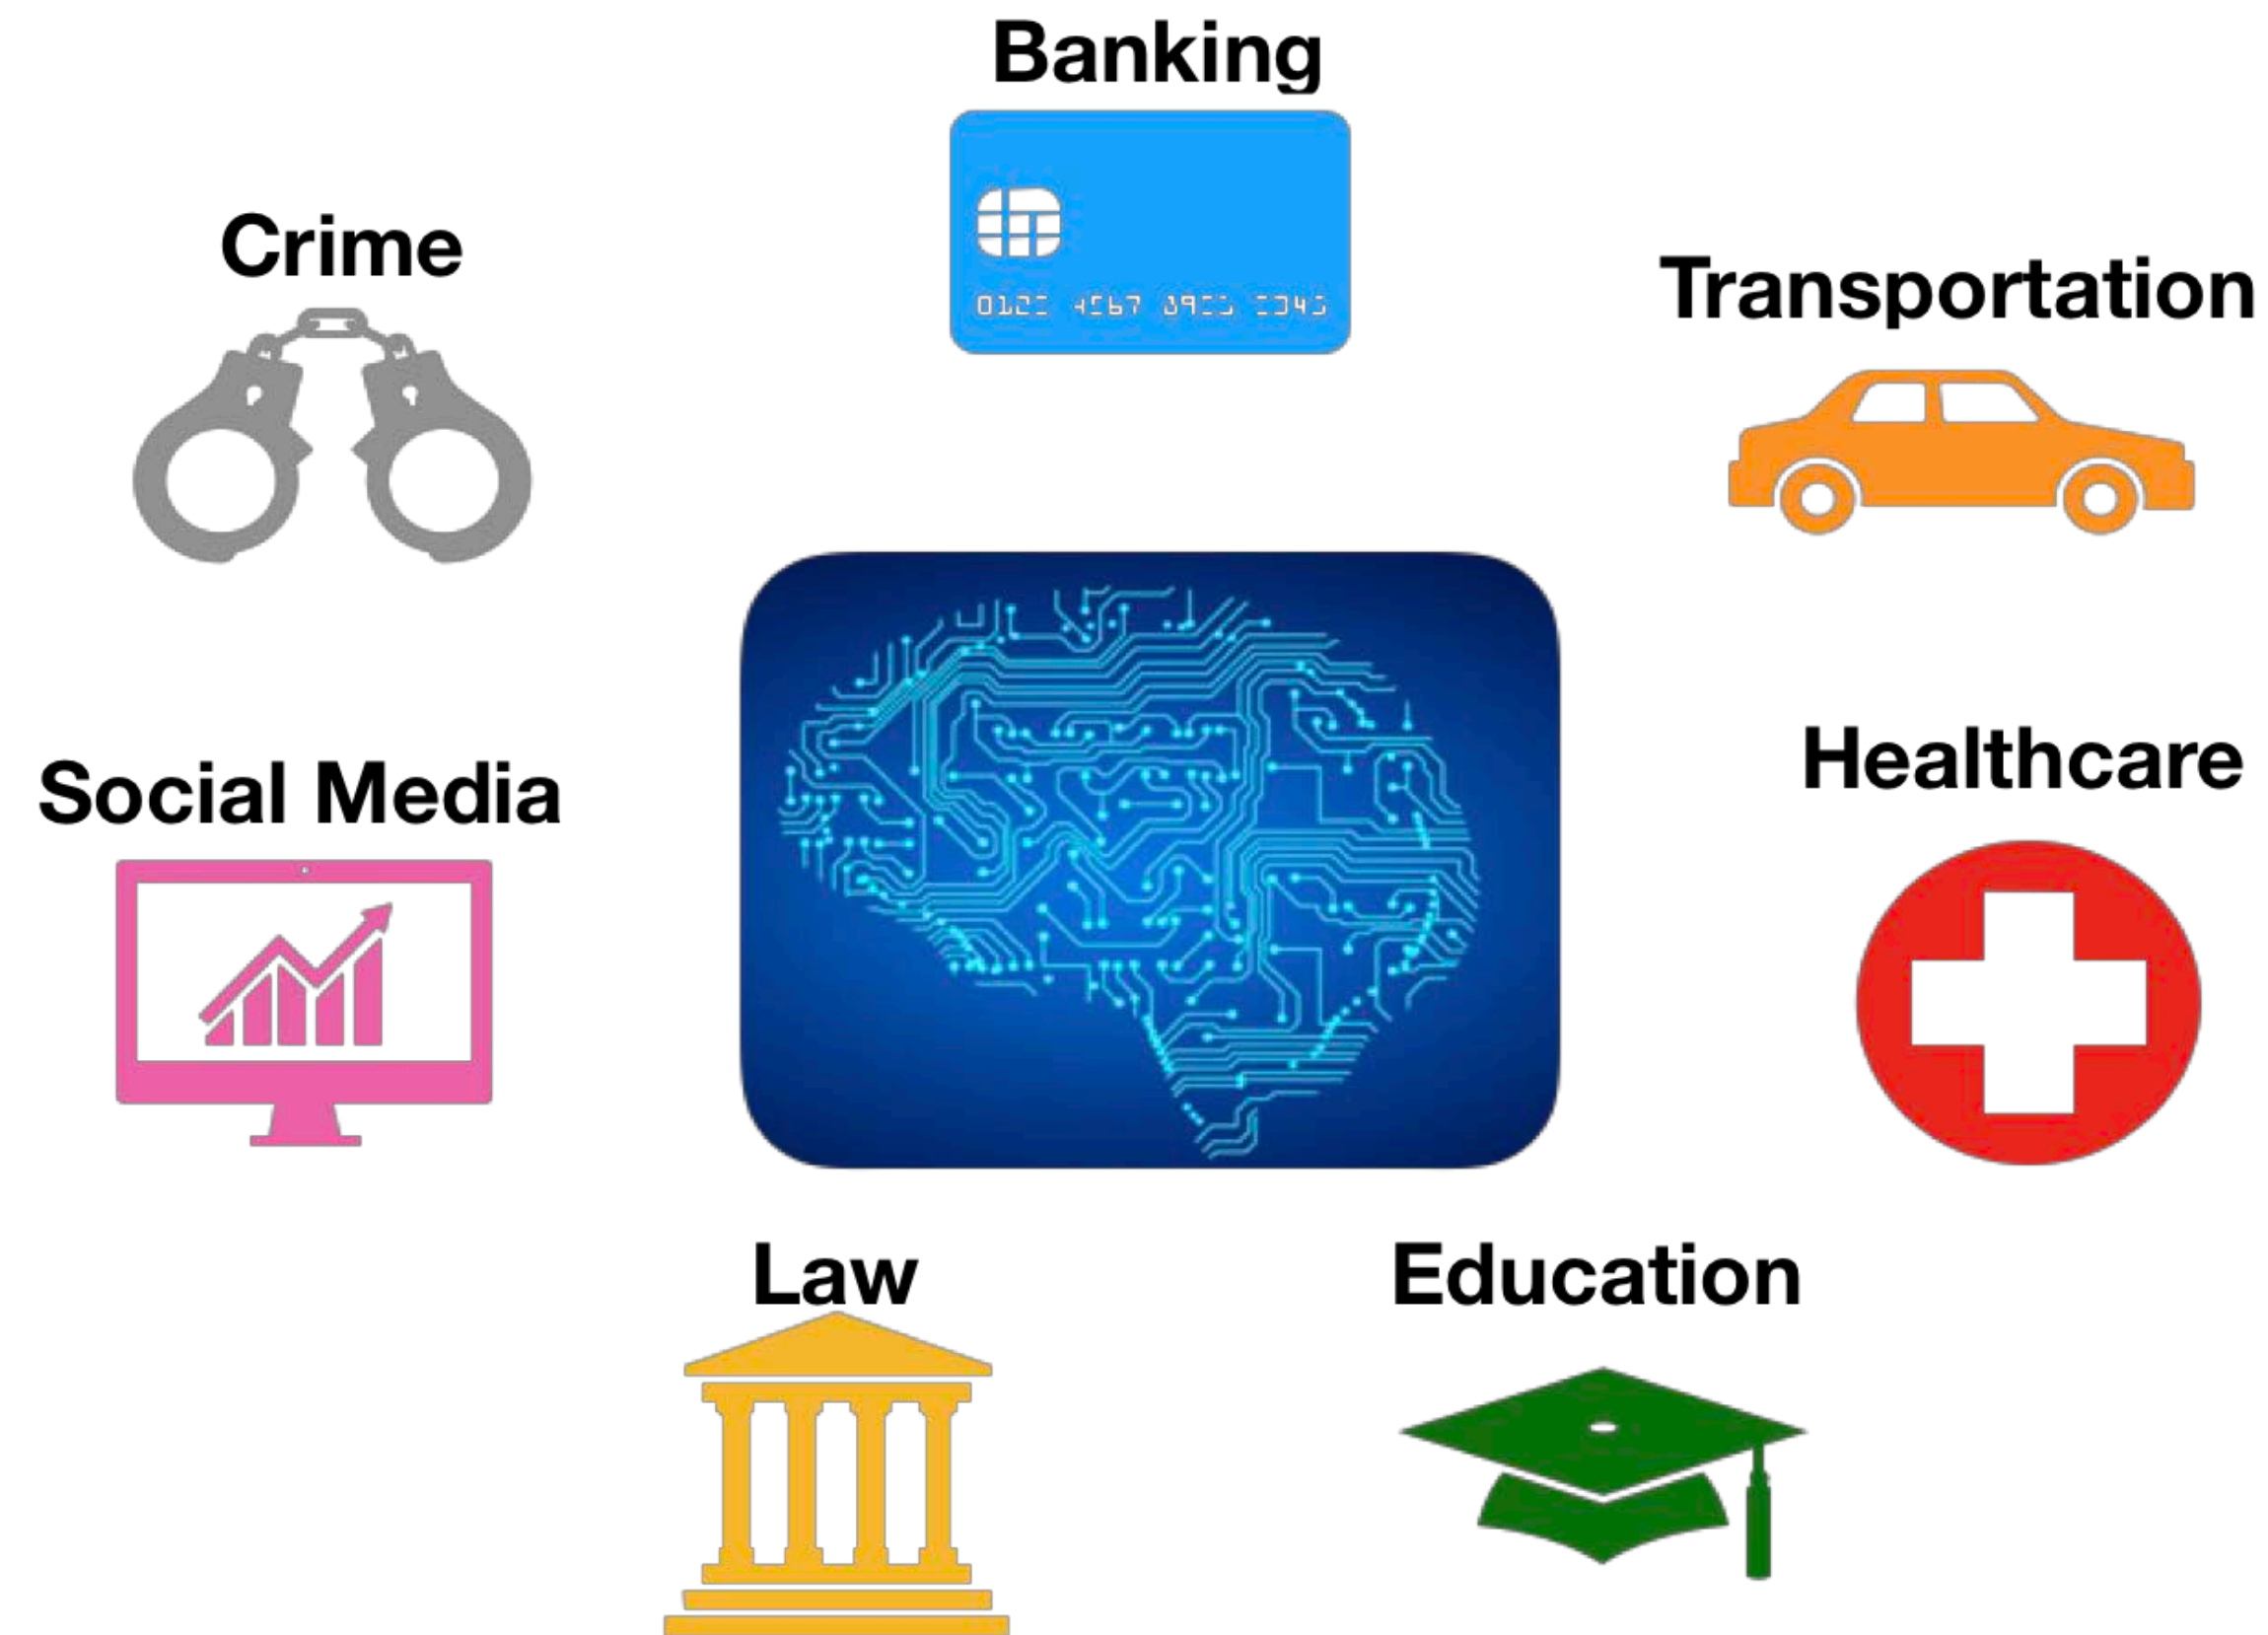 Banking
Crime
Transportation
Healthcare
Social Media
Law
Education